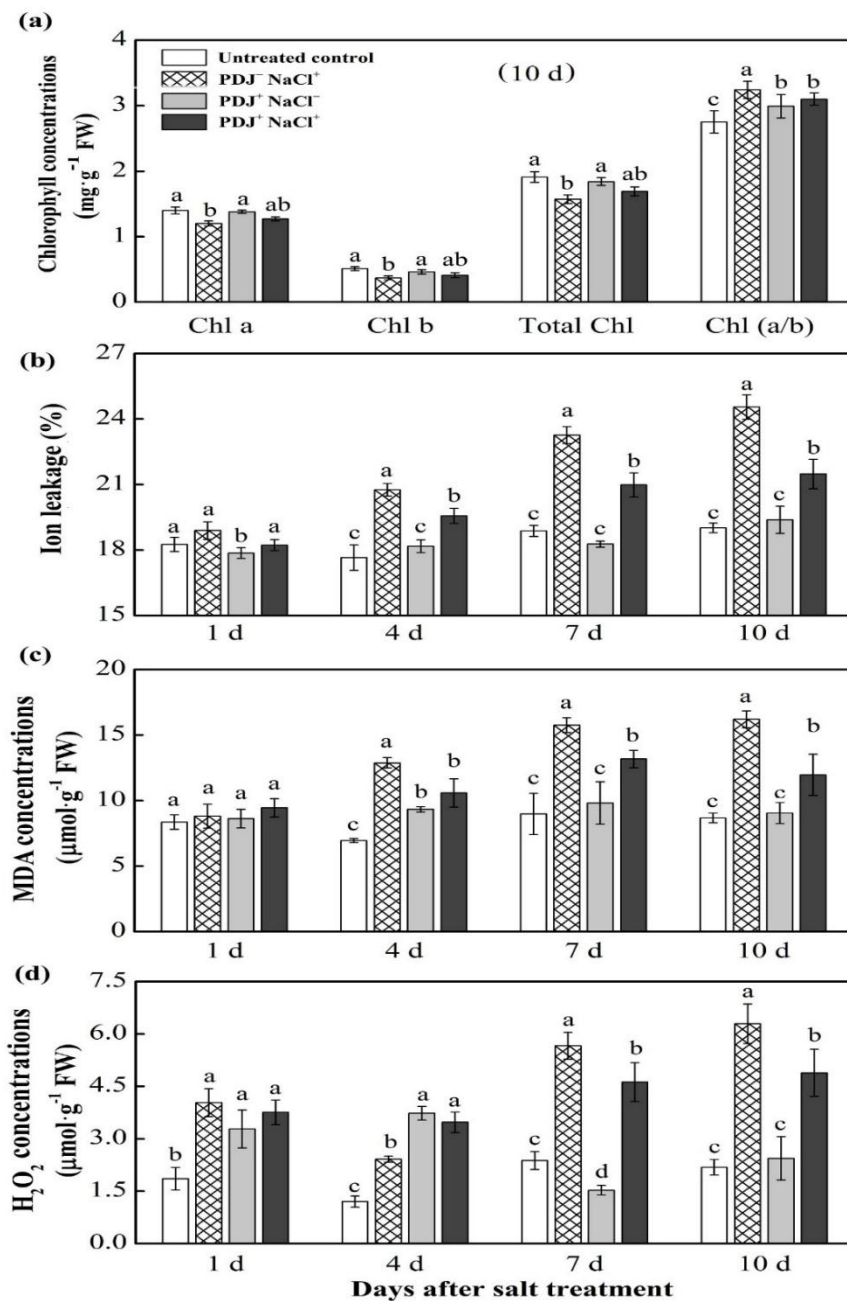 (a)
Chlorophyll concentrations
(mg·g⁻¹ FW)
4
3
2
1
0
Untreated control
PDJ⁻ NaCl⁺
PDJ⁺ NaCl⁻
PDJ⁺ NaCl⁺
(10 d)
a b a ab
a b a ab
a b a ab
c a b b
Chl a Chl b Total Chl Chl (a/b)
(b)
Ion leakage (%)
27
24
21
18
15
a a b a
c a c b
c a c b
c a c b
1 d 4 d 7 d 10 d
(c)
MDA concentrations
(μmol·g⁻¹ FW)
20
15
10
5
0
a a a a
c a b b
c a c b
c a c b
1 d 4 d 7 d 10 d
(d)
H₂O₂ concentrations
(μmol·g⁻¹ FW)
7.5
6.0
4.5
3.0
1.5
0.0
b a a a
c b a a
c a d b
c a c b
1 d 4 d 7 d 10 d
Days after salt treatment